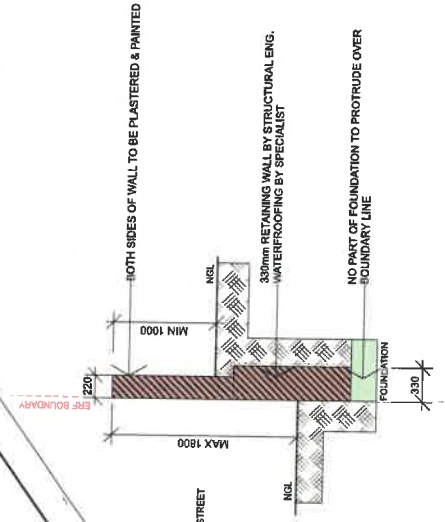 BOTH SIDES OF WALL TO BE PLASTERED & PAINTED
220
ERF BOUNDARY
MIN 1000
NGL
330mm RETAINING WALL BY STRUCTURAL ENG.
WATERFROOFING BY SPECIALIST
MAX 1800
STREET
NGL
NO PART OF FOUNDATION TO PROTRUDE OVER
BOUNDARY LINE
FOUNDATION
330